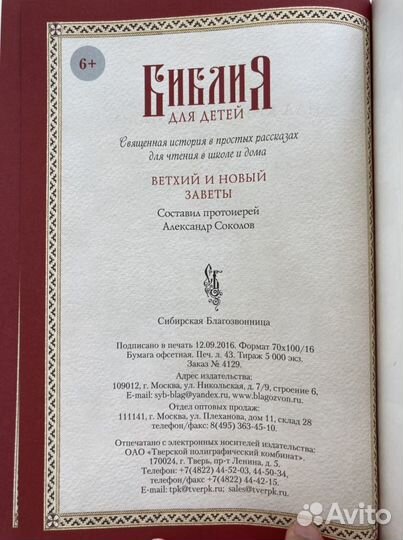 6+
БИБЛИЯ
ДЛЯ ДЕТЕЙ
Священная история в простых рассказах
для чтения в школе и дома
ВЕТХИЙ И НОВЫЙ
ЗАВЕТЫ
Составил протоиерей
Александр Соколов
СБ
Сибирская Благозвонница
Подписано в печать 12.09.2016. Формат 70х100/16
Бумага офсетная. Печ. л. 43. Тираж 5 000 экз.
Заказ № 4129.
Адрес издательства:
109012, г. Москва, ул. Никольская, д. 7/9, строение 6,
E-mail: syb-blag@yandex.ru, www.blagozvon.ru
Отдел оптовых продаж:
111141, г. Москва, ул. Плеханова, дом 11, склад 28
телефон/факс: 8(495) 363-45-10.
Отпечатано с электронных носителей издательства:
ОАО «Тверской полиграфический комбинат».
170024, г. Тверь, пр-т Ленина, д. 5.
Телефон: +7(4822) 44-52-03, 44-50-34,
телефон/факс +7(4822) 44-42-15.
E-mail: tpk@tverpk.ru; sales@tverpk.ru.
Avito